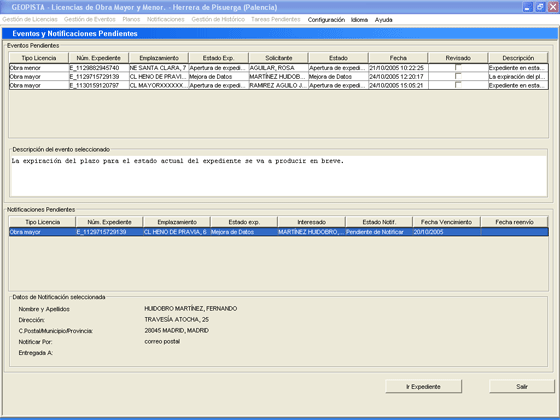 GEOPISTA - Licencias de Obra Mayor y Menor. - Herrera de Pisuerga (Palencia)
Gestión de Licencias Gestión de Eventos Planos Notificaciones Gestión de Histórico Tareas Pendientes Configuración Idioma Ayuda
Eventos y Notificaciones Pendientes
Eventos Pendientes
Tipo Licencia Núm. Expediente Emplazamiento Estado Exp. Solicitante Estado Fecha Revisado Descripción
Obra menor E_1129882945740 NE SANTA CLARA, 7 Apertura de expedi... AGUILAR, ROSA Apertura de expedi... 21/10/2005 10:22:25 Expediente en esta...
Obra mayor E_1129715729139 CL HENO DE PRAVI... Mejora de Datos MARTÍNEZ HUIDOB... Mejora de Datos 24/10/2005 12:20:17 La expiración del pl...
Obra mayor E_1130159120797 CL MAYORXXXXXX... Apertura de expedi... RAMIREZ AGUILO J... Apertura de expedi... 24/10/2005 15:05:21 Expediente en esta...
Descripción del evento seleccionado
La expiración del plazo para el estado actual del expediente se va a producir en breve.
Notificaciones Pendientes
Tipo Licencia Núm. Expediente Emplazamiento Estado exp. Interesado Estado Notif. Fecha Vencimiento Fecha reenvío
Obra mayor E_1129715729139 CL HENO DE PRAVIA, 6 Mejora de Datos MARTÍNEZ HUIDOBRO, ... Pendiente de Notificar 20/10/2005
Datos de Notificación seleccionada
Nombre y Apellidos HUIDOBRO MARTÍNEZ, FERNANDO
Dirección: TRAVESÍA ATOCHA, 25
C.Postal/Municipio/Provincia: 28045 MADRID, MADRID
Notificar Por: correo postal
Entregada A:
Ir Expediente Salir